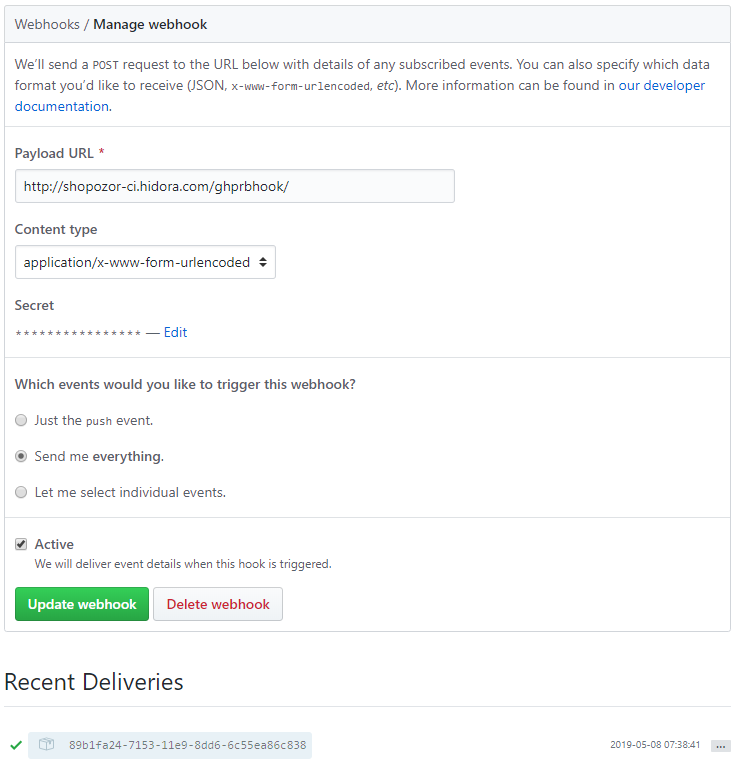 Webhooks / Manage webhook
We'll send a POST request to the URL below with details of any subscribed events. You can also specify which data
format you'd like to receive (JSON, x-www-form-urlencoded, etc). More information can be found in our developer
documentation.
Payload URL *
http://shopozor-ci.hidora.com/ghprbhook/
Content type
application/x-www-form-urlencoded
Secret
**************** — Edit
Which events would you like to trigger this webhook?
Just the push event.
Send me everything.
Let me select individual events.
Active
We will deliver event details when this hook is triggered.
Update webhook Delete webhook
Recent Deliveries
89b1fa24-7153-11e9-8dd6-6c55ea86c838 2019-05-08 07:38:41 ...